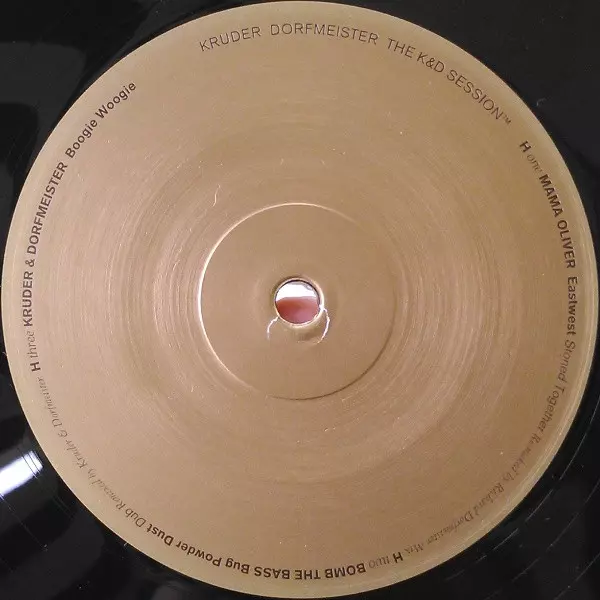 KRUDER DORFMEISTER THE K&D SESSION™
H one MAMA OLIVER Eastwest Stoned Together Remixed by Richard Dorfmeister Mix
H two BOMB THE BASS Bug Powder Dust Dub Remixed by Kruder & Dorfmeister
H three KRUDER & DORFMEISTER Boogie Woogie